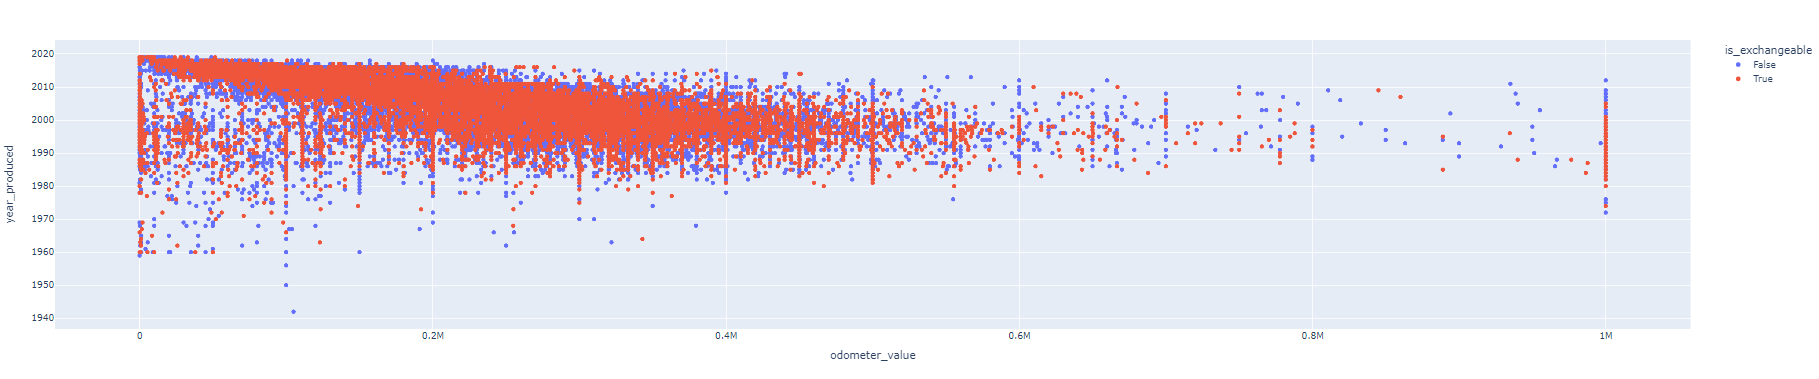 is_exchangeable
False
True
year_produced
2020
2010
2000
1990
1980
1970
1960
1950
1940
0
0.2M
0.4M
0.6M
0.8M
1M
odometer_value